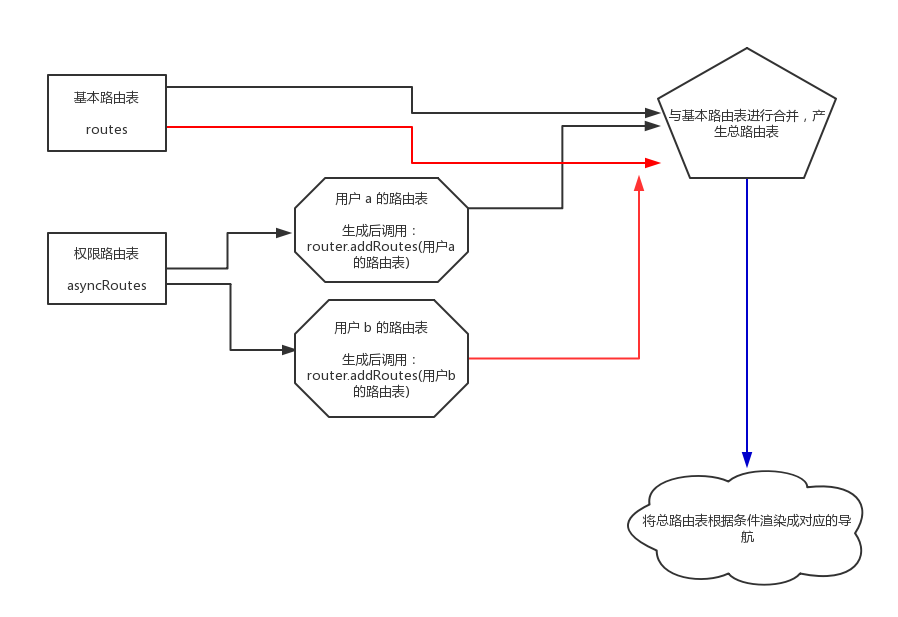 基本路由表
routes
与基本路由表进行合并，产
生总路由表
用户 a 的路由表
生成后调用：
router.addRoutes(用户a
的路由表)
权限路由表
asyncRoutes
用户 b 的路由表
生成后调用：
router.addRoutes(用户b
的路由表)
将总路由表根据条件渲染成对应的导
航